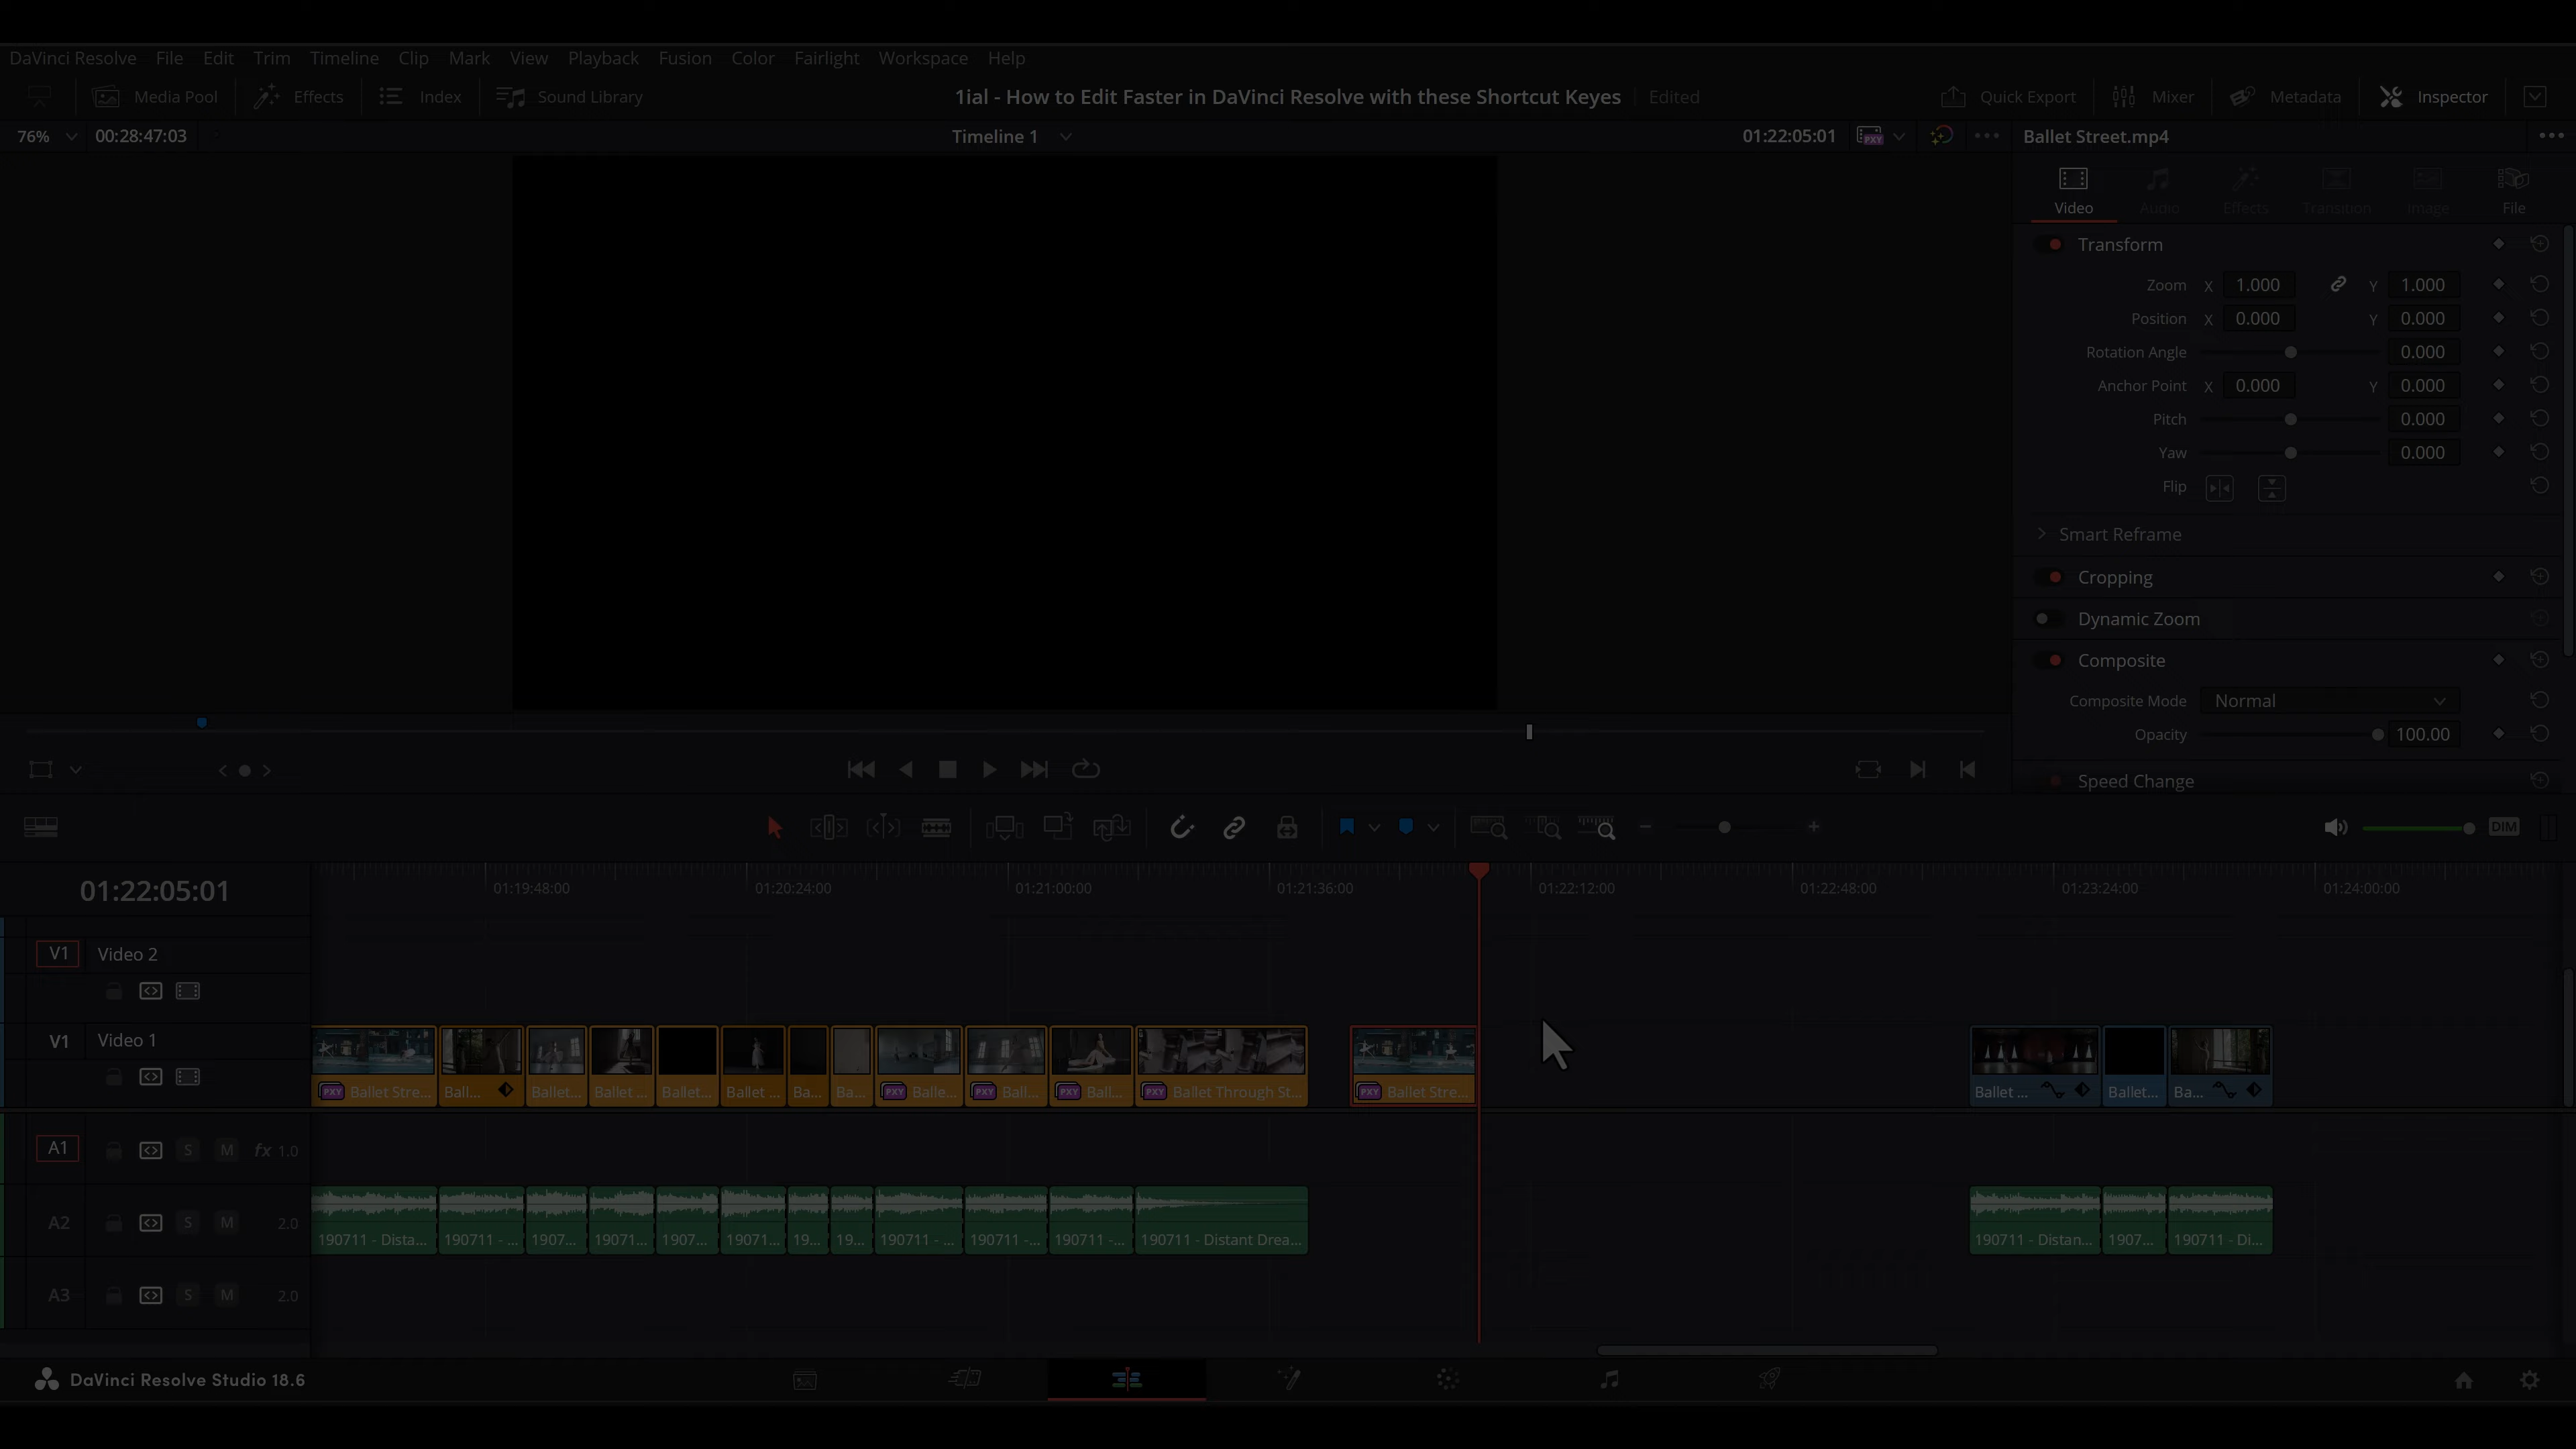 DaVinci Resolve File Edit Trim Timeline Clip Mark View Playback Fusion Color Fairlight Workspace Help
Media Pool Effects Index Sound Library 1ial - How to Edit Faster in DaVinci Resolve with these Shortcut Keyes Edited Quick Export Mixer Metadata Inspector
76% 00:28:47:03 Timeline 1 01:22:05:01 PXY Ballet Street.mp4
Video Audio Effects Transition Image File
Transform
Zoom X 1.000 Y 1.000
Position X 0.000 Y 0.000
Rotation Angle 0.000
Anchor Point X 0.000 Y 0.000
Pitch 0.000
Yaw 0.000
Flip
Smart Reframe
Cropping
Dynamic Zoom
Composite
Composite Mode Normal
Opacity 100.00
Speed Change
DIM
01:22:05:01 01:19:48:00 01:20:24:00 01:21:00:00 01:21:36:00 01:22:12:00 01:22:48:00 01:23:24:00 01:24:00:00
V1 Video 2
V1 Video 1
PXY Ballet Stre... Ball... Ballet... Ballet ... Ballet... Ballet ... Ba... Ba... PXY Balle... PXY Ball... PXY Ball... PXY Ballet Through St... PXY Ballet Stre... Ballet ... Ballet... Ba...
A1 S M fx 1.0
A2 S M 2.0
190711 - Dista... 190711 - ... 1907... 19071... 1907... 19071... 19... 19... 190711 - ... 190711 -... 190711 -... 190711 - Distant Drea... 190711 - Distan... 1907... 190711 - Di...
A3 S M 2.0
DaVinci Resolve Studio 18.6